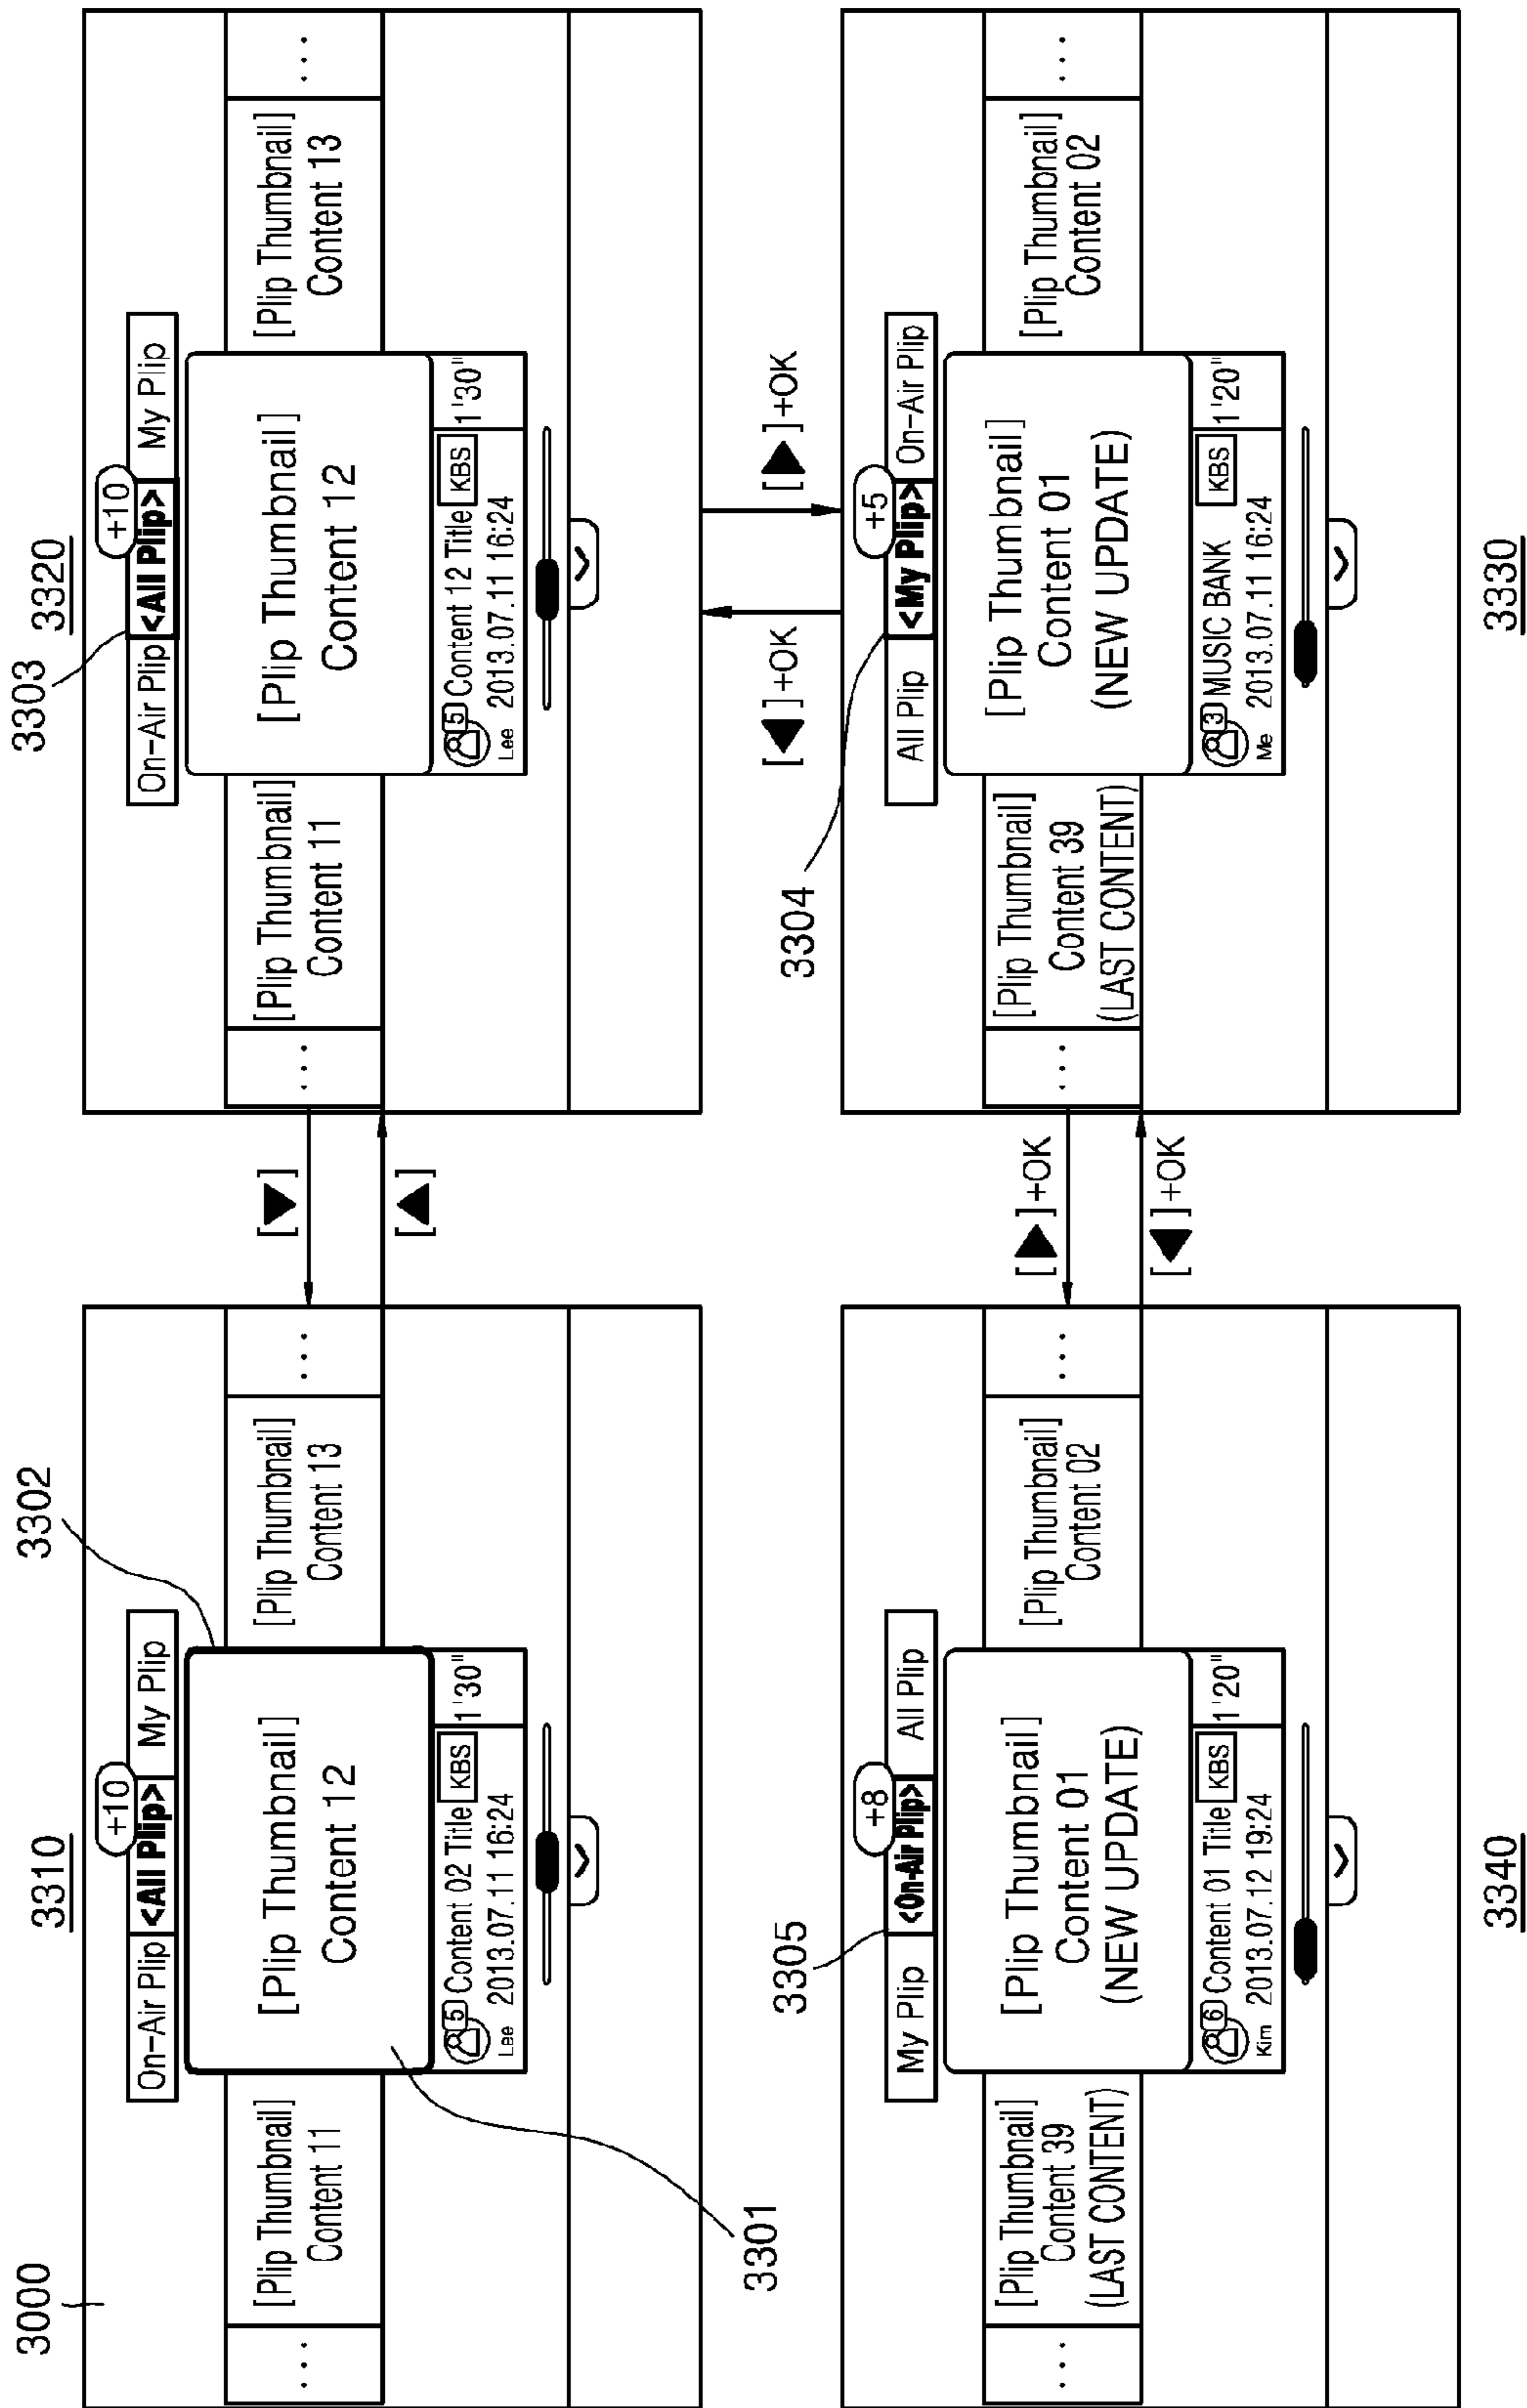 3000
3310
3302
+10
On-Air Plip <All Plip> My Plip
[Plip Thumbnail]
Content 11
[Plip Thumbnail]
Content 12
[Plip Thumbnail]
Content 13
...
...
5 Content 02 Title KBS 1'30"
Lee 2013.07.11 16:24
3301
[▼]
[▲]
3303
3320
+10
On-Air Plip <All Plip> My Plip
[Plip Thumbnail]
Content 11
[Plip Thumbnail]
Content 12
[Plip Thumbnail]
Content 13
...
...
5 Content 12 Title KBS 1'30"
Lee 2013.07.11 16:24
[◀]+OK
[▶]+OK
3305
+8
My Plip <On-Air Plip> All Plip
[Plip Thumbnail]
Content 39
(LAST CONTENT)
[Plip Thumbnail]
Content 01
(NEW UPDATE)
[Plip Thumbnail]
Content 02
...
...
6 Content 01 Title KBS 1'20"
Kim 2013.07.12 19:24
3340
[▶]+OK
[◀]+OK
3304
+5
All Plip <My Plip> On-Air Plip
[Plip Thumbnail]
Content 39
(LAST CONTENT)
[Plip Thumbnail]
Content 01
(NEW UPDATE)
[Plip Thumbnail]
Content 02
...
...
3 MUSIC BANK KBS 1'20"
Me 2013.07.11 16:24
3330